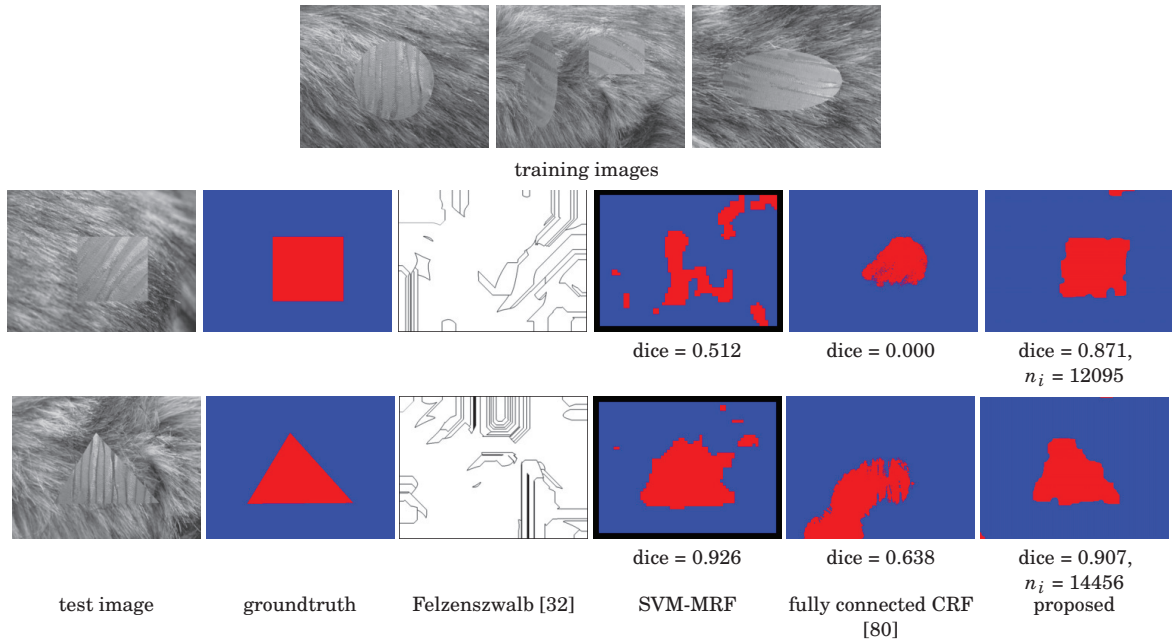 training images
dice = 0.512
dice = 0.000
dice = 0.871,
n_i = 12095
dice = 0.926
dice = 0.638
dice = 0.907,
n_i = 14456
test image
groundtruth
Felzenszwalb [32]
SVM-MRF
fully connected CRF
[80]
proposed